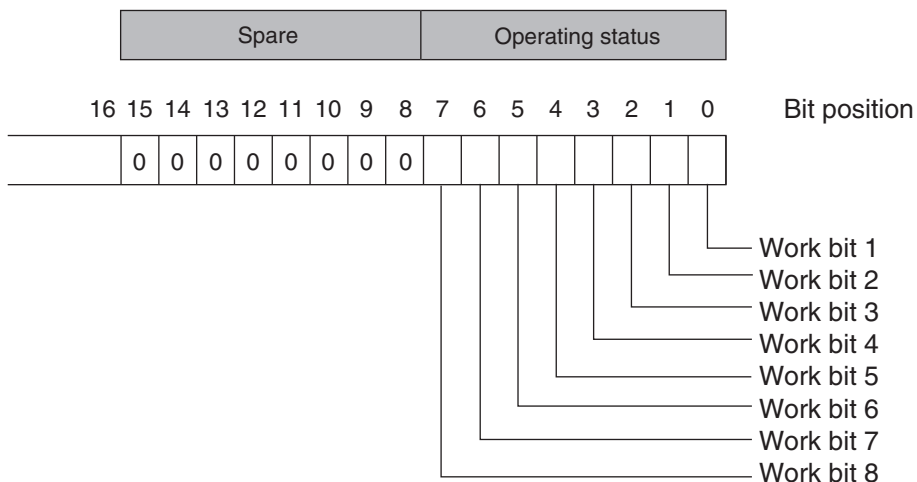 Spare Operating status
16 15 14 13 12 11 10 9 8 7 6 5 4 3 2 1 0 Bit position
0 0 0 0 0 0 0 0
Work bit 1
Work bit 2
Work bit 3
Work bit 4
Work bit 5
Work bit 6
Work bit 7
Work bit 8